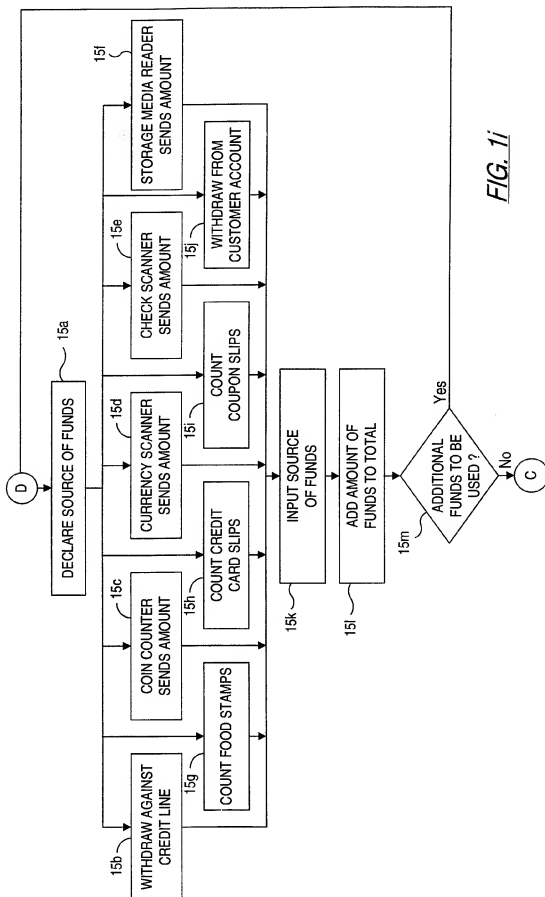 D
15a
DECLARE SOURCE OF FUNDS
15b
WITHDRAW AGAINST
CREDIT LINE
15c
COIN COUNTER
SENDS AMOUNT
15d
CURRENCY SCANNER
SENDS AMOUNT
15e
CHECK SCANNER
SENDS AMOUNT
15f
STORAGE MEDIA READER
SENDS AMOUNT
15g
COUNT FOOD STAMPS
15h
COUNT CREDIT
CARD SLIPS
15i
COUNT
COUPON SLIPS
15j
WITHDRAW FROM
CUSTOMER ACCOUNT
15k
INPUT SOURCE
OF FUNDS
15l
ADD AMOUNT OF
FUNDS TO TOTAL
15m
ADDITIONAL
FUNDS TO BE
USED ?
Yes
No
C
FIG. 1i